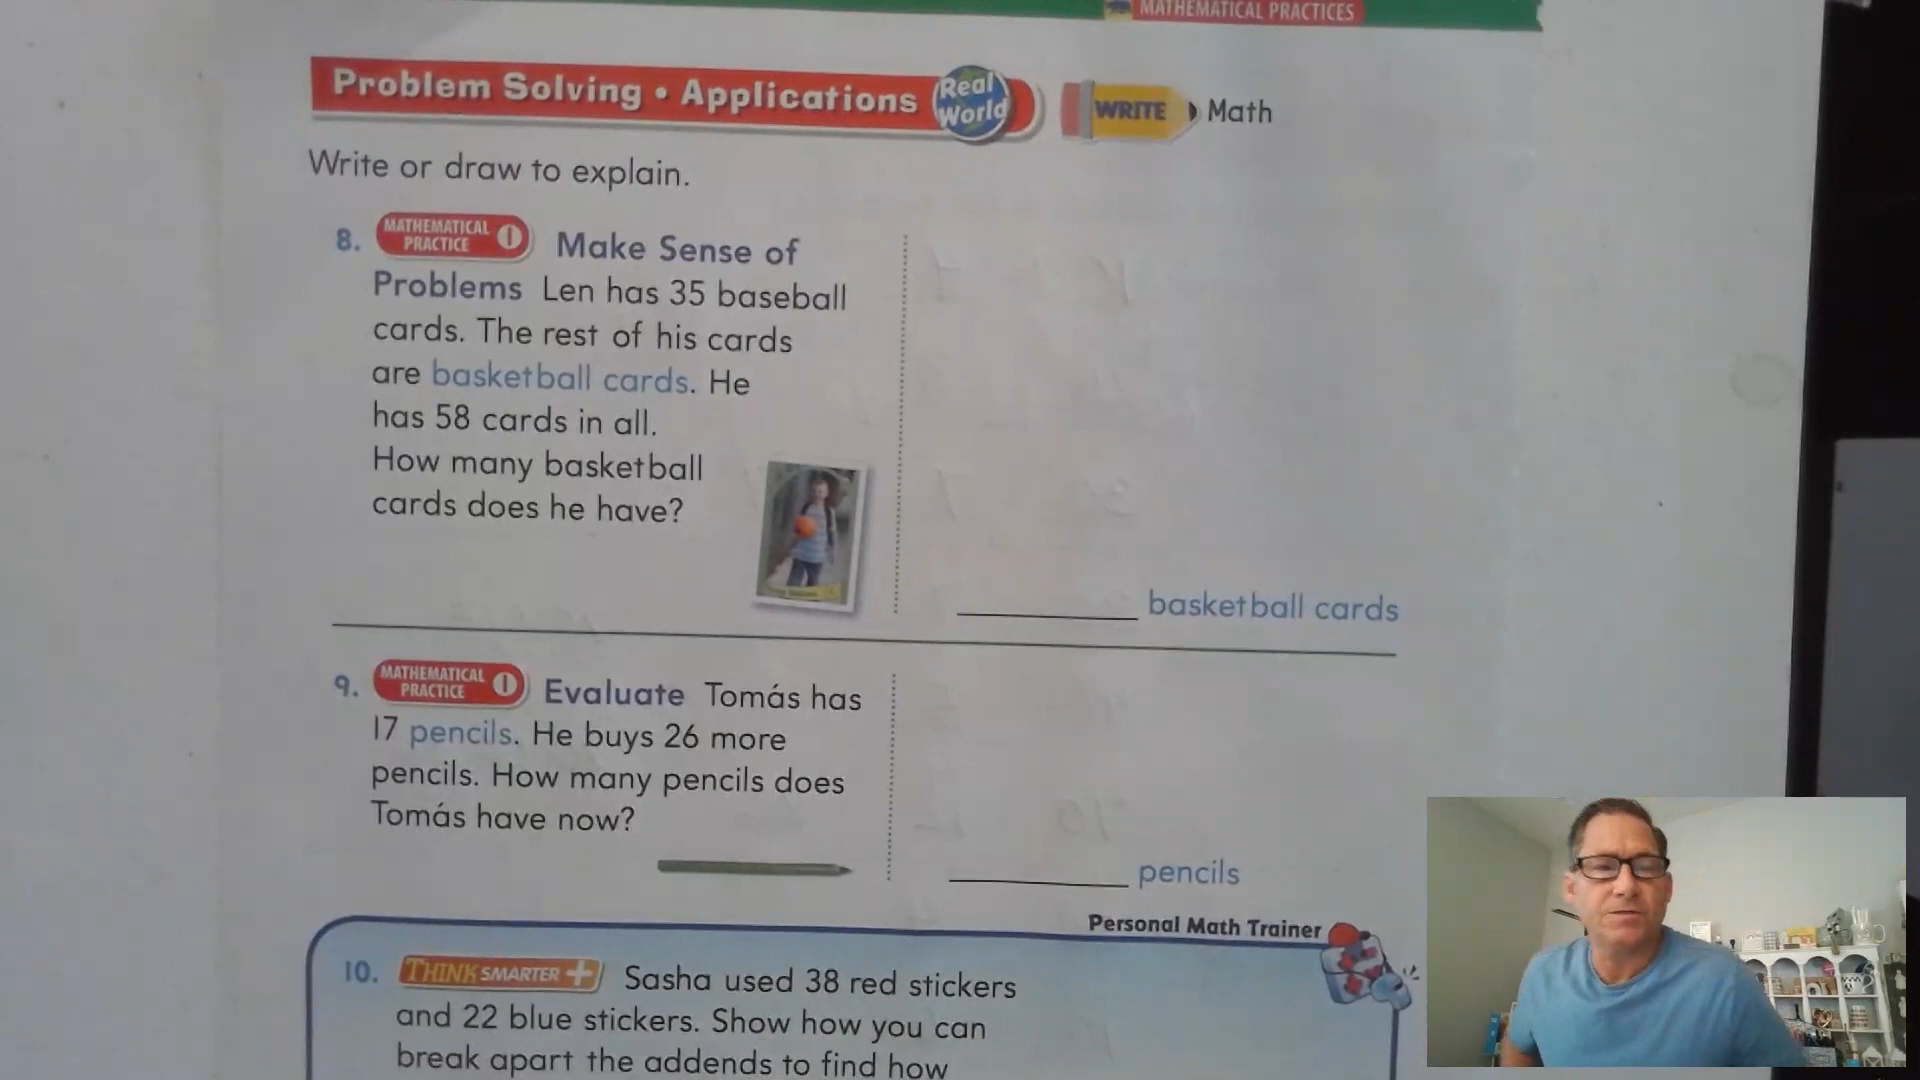 MATHEMATICAL PRACTICES
Problem Solving • Applications Real World WRITE Math
Write or draw to explain.
8. MATHEMATICAL PRACTICE 1 Make Sense of
Problems Len has 35 baseball
cards. The rest of his cards
are basketball cards. He
has 58 cards in all.
How many basketball
cards does he have?
basketball cards
9. MATHEMATICAL PRACTICE 1 Evaluate Tomás has
17 pencils. He buys 26 more
pencils. How many pencils does
Tomás have now?
pencils
Personal Math Trainer
10. THINK SMARTER + Sasha used 38 red stickers
and 22 blue stickers. Show how you can
break apart the addends to find how